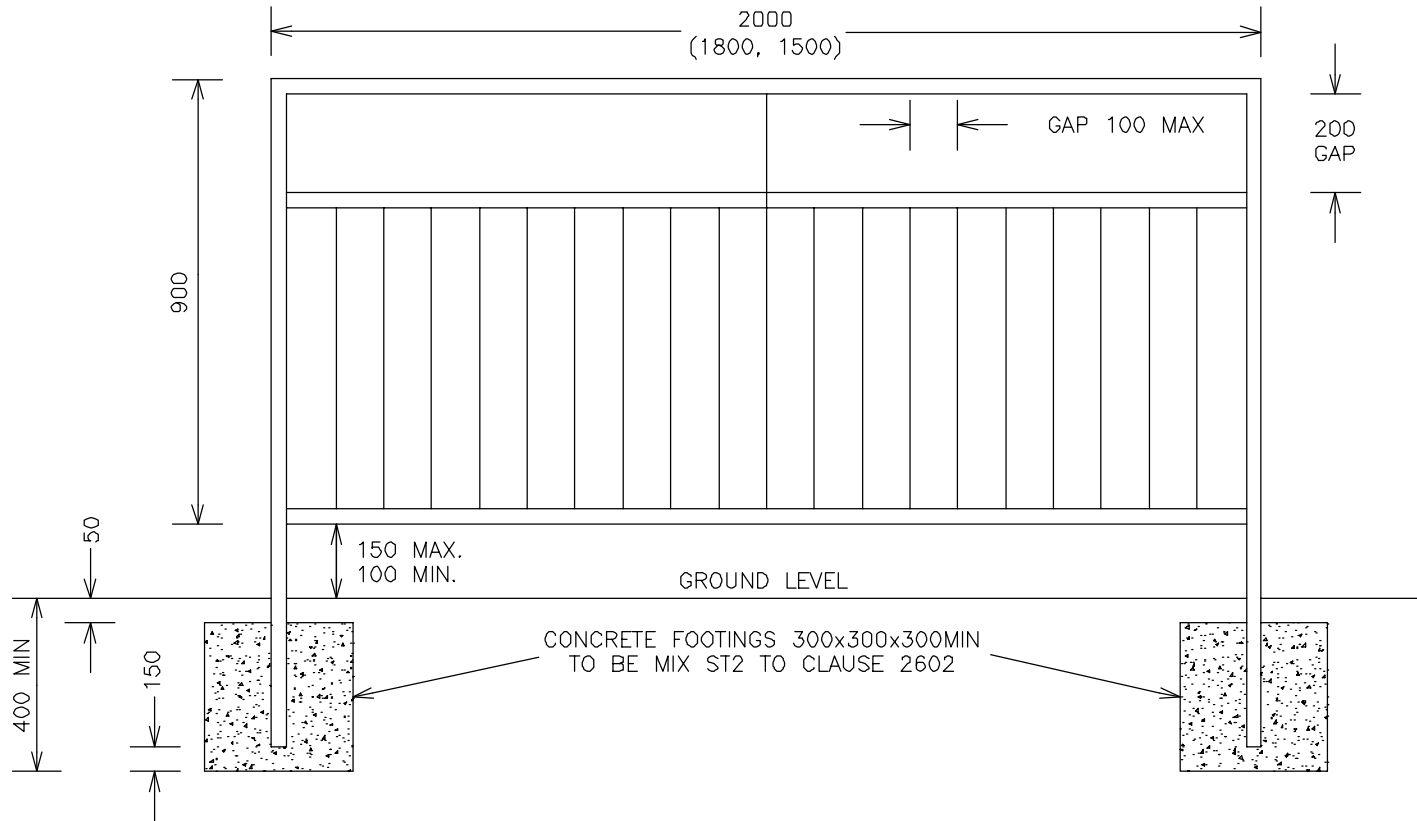 2000
(1800, 1500)
GAP 100 MAX
200
GAP
900
50
150 MAX.
100 MIN.
GROUND LEVEL
CONCRETE FOOTINGS 300x300x300MIN
TO BE MIX ST2 TO CLAUSE 2602
400 MIN
150